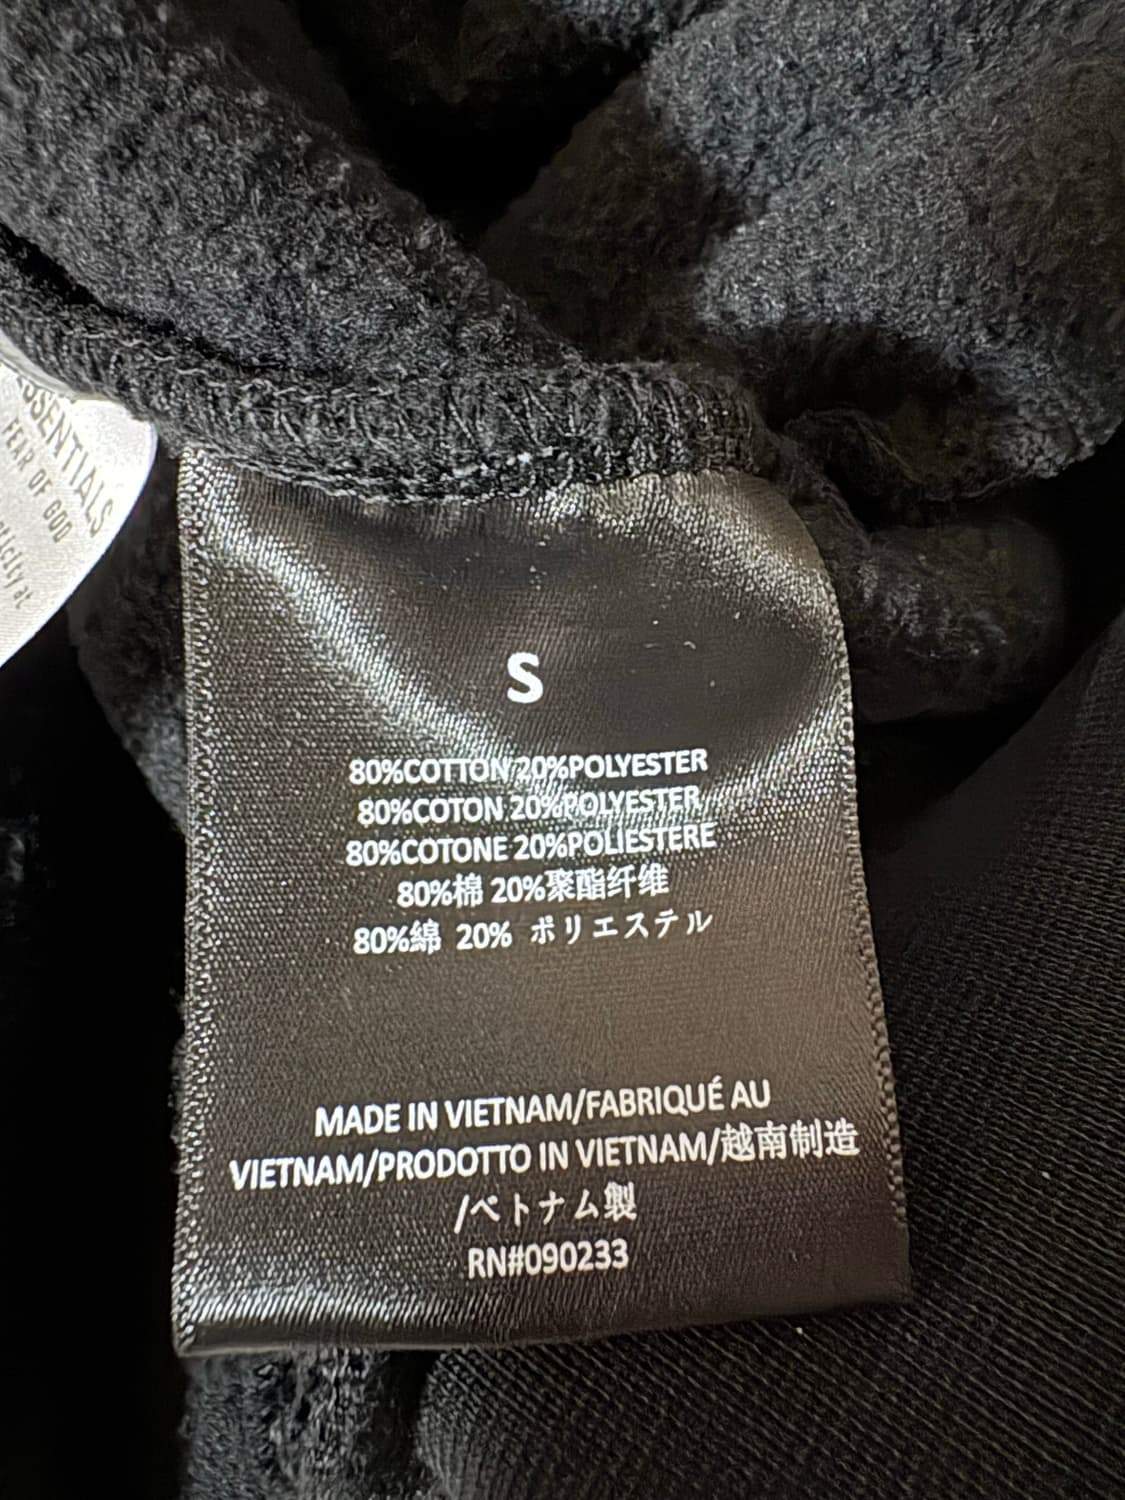 ESSENTIALS
FEAR OF GOD
at
S
80%COTTON 20%POLYESTER
80%COTON 20%POLYESTER
80%COTONE 20%POLIESTERE
80%棉 20%聚酯纤维
80%綿 20% ポリエステル
MADE IN VIETNAM/FABRIQUÉ AU
VIETNAM/PRODOTTO IN VIETNAM/越南制造
/ベトナム製
RN#090233